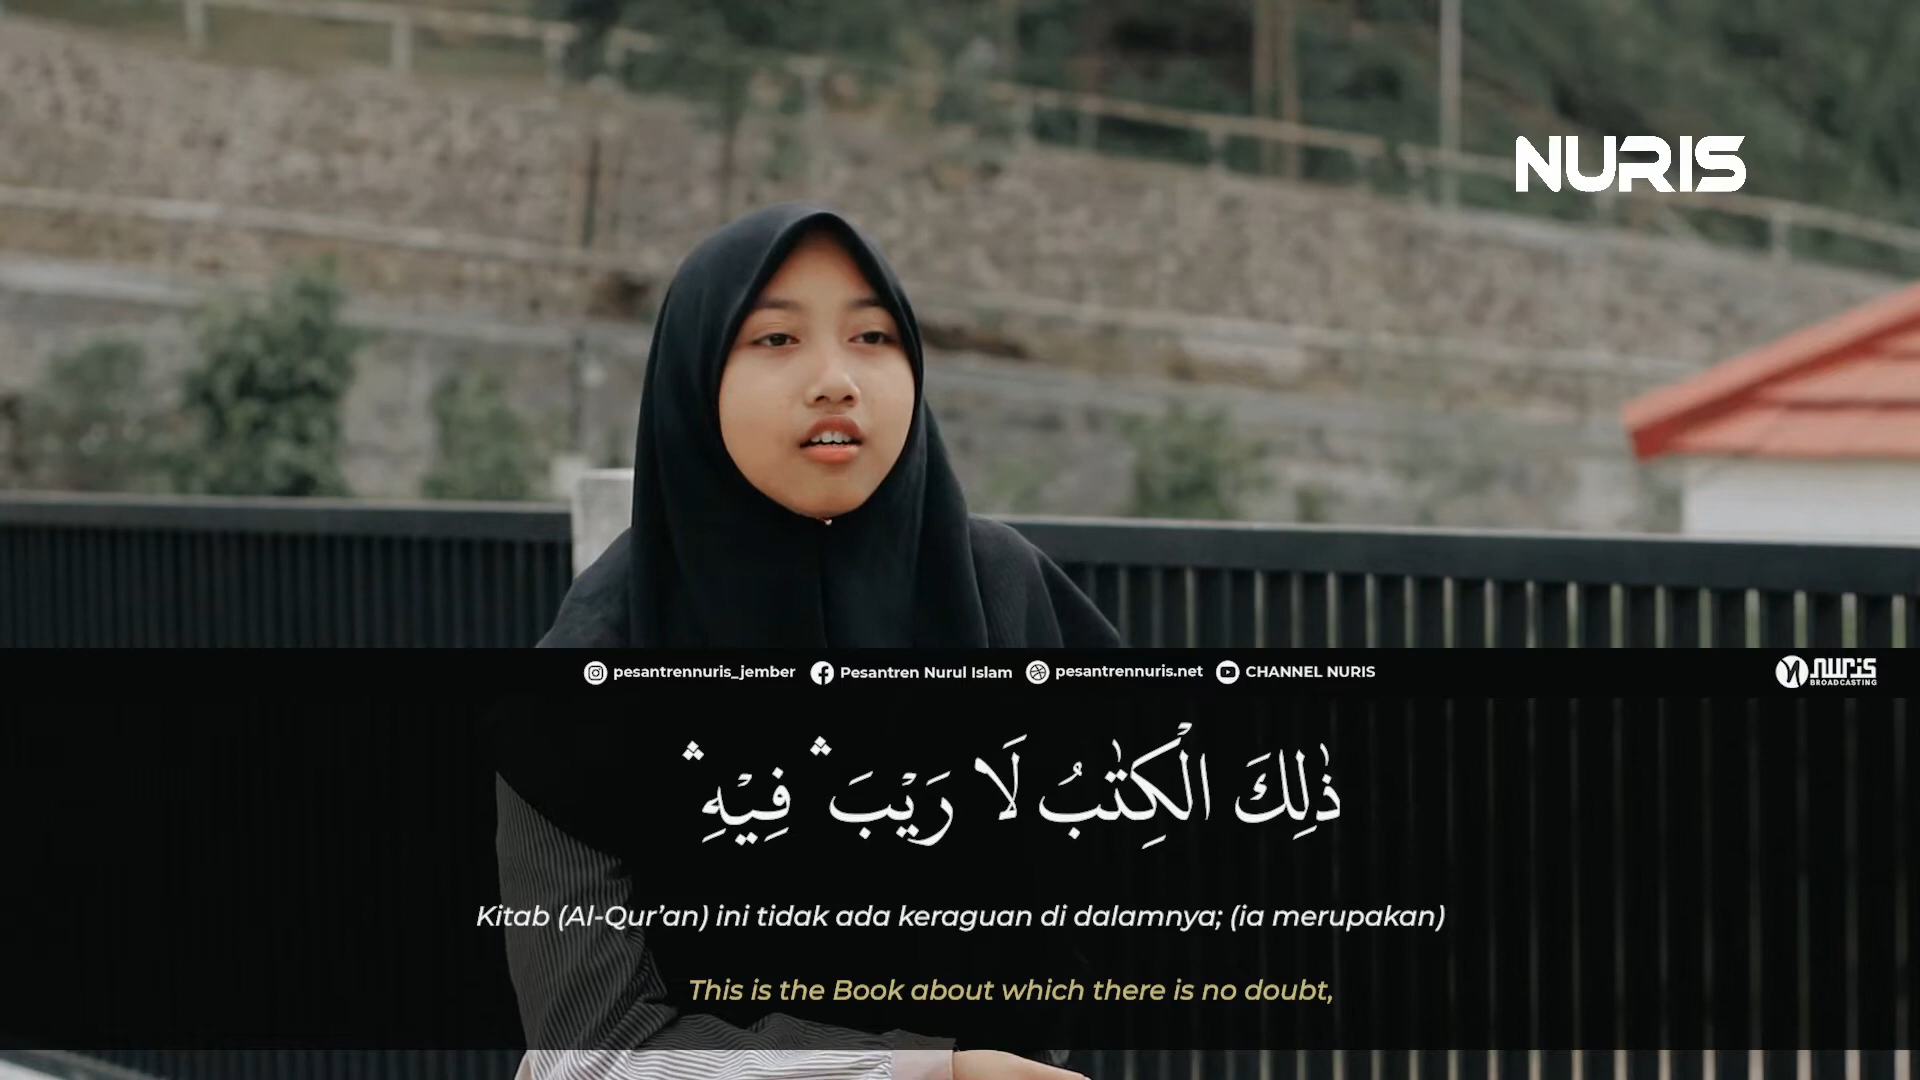 NURIS
pesantrennuris_jember Pesantren Nurul Islam pesantrennuris.net CHANNEL NURIS
NURIS BROADCASTING
ذٰلِكَ الْكِتٰبُ لَا رَيْبَ ۛ فِيْهِ ۛ
Kitab (Al-Qur’an) ini tidak ada keraguan di dalamnya; (ia merupakan)
This is the Book about which there is no doubt,